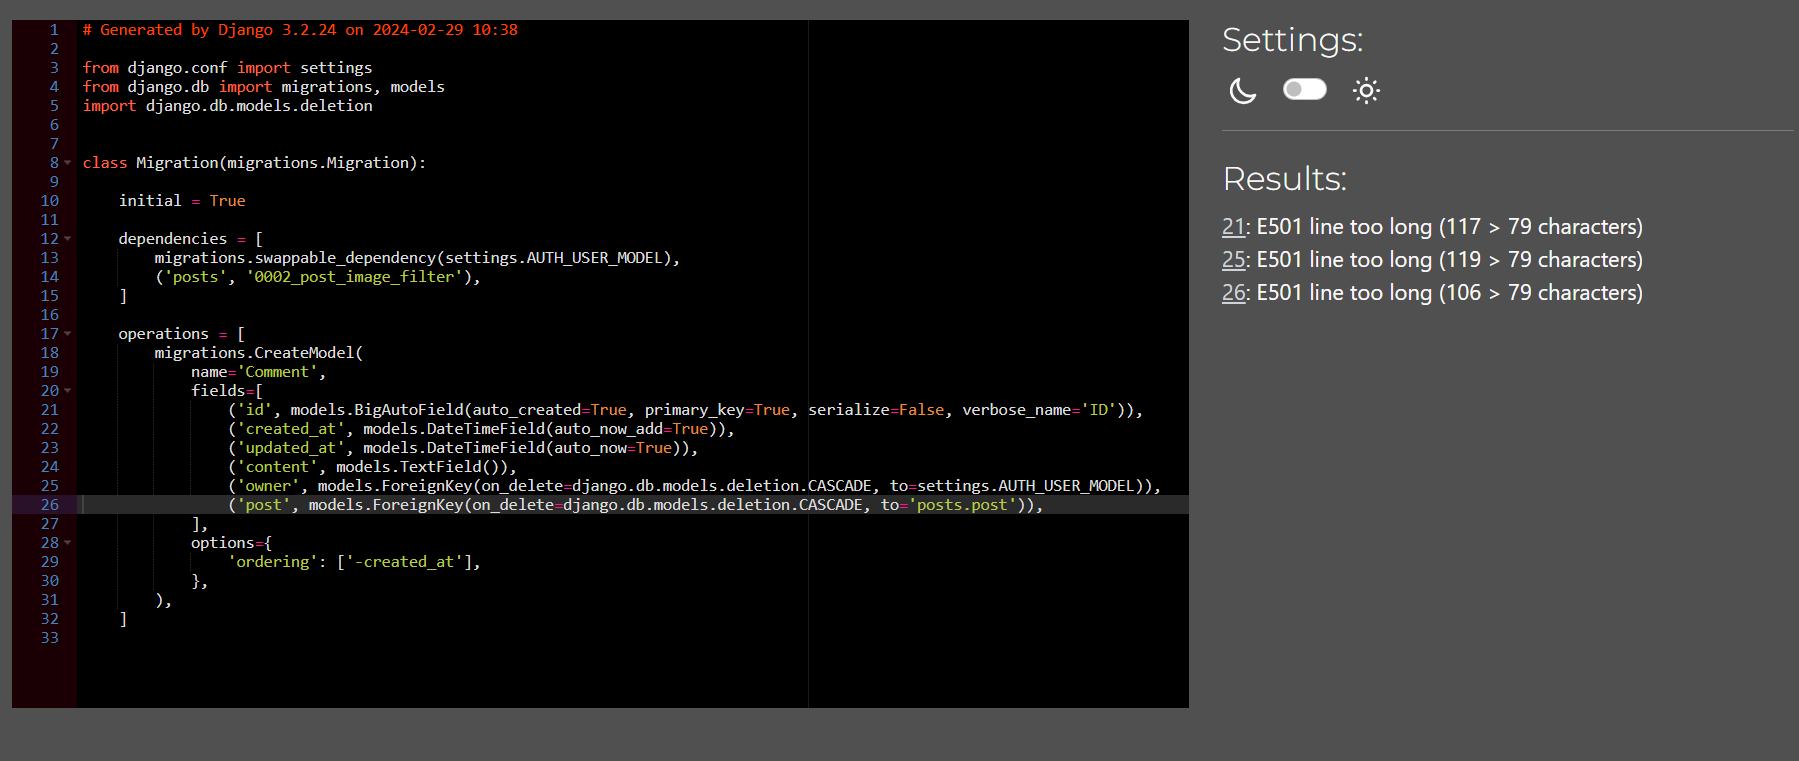 1 # Generated by Django 3.2.24 on 2024-02-29 10:38
2
3 from django.conf import settings
4 from django.db import migrations, models
5 import django.db.models.deletion
6
7
8 class Migration(migrations.Migration):
9
10     initial = True
11
12     dependencies = [
13         migrations.swappable_dependency(settings.AUTH_USER_MODEL),
14         ('posts', '0002_post_image_filter'),
15     ]
16
17     operations = [
18         migrations.CreateModel(
19             name='Comment',
20             fields=[
21                 ('id', models.BigAutoField(auto_created=True, primary_key=True, serialize=False, verbose_name='ID')),
22                 ('created_at', models.DateTimeField(auto_now_add=True)),
23                 ('updated_at', models.DateTimeField(auto_now=True)),
24                 ('content', models.TextField()),
25                 ('owner', models.ForeignKey(on_delete=django.db.models.deletion.CASCADE, to=settings.AUTH_USER_MODEL)),
26                 ('post', models.ForeignKey(on_delete=django.db.models.deletion.CASCADE, to='posts.post')),
27             ],
28             options={
29                 'ordering': ['-created_at'],
30             },
31         ),
32     ]
33
Settings:
Results:
21: E501 line too long (117 > 79 characters)
25: E501 line too long (119 > 79 characters)
26: E501 line too long (106 > 79 characters)